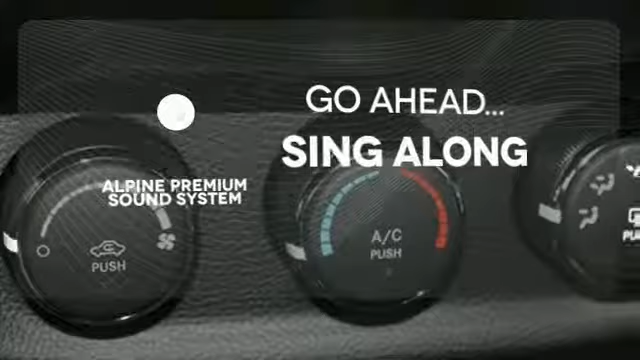 GO AHEAD...
SING ALONG
ALPINE PREMIUM
SOUND SYSTEM
PUSH
A/C
PUSH